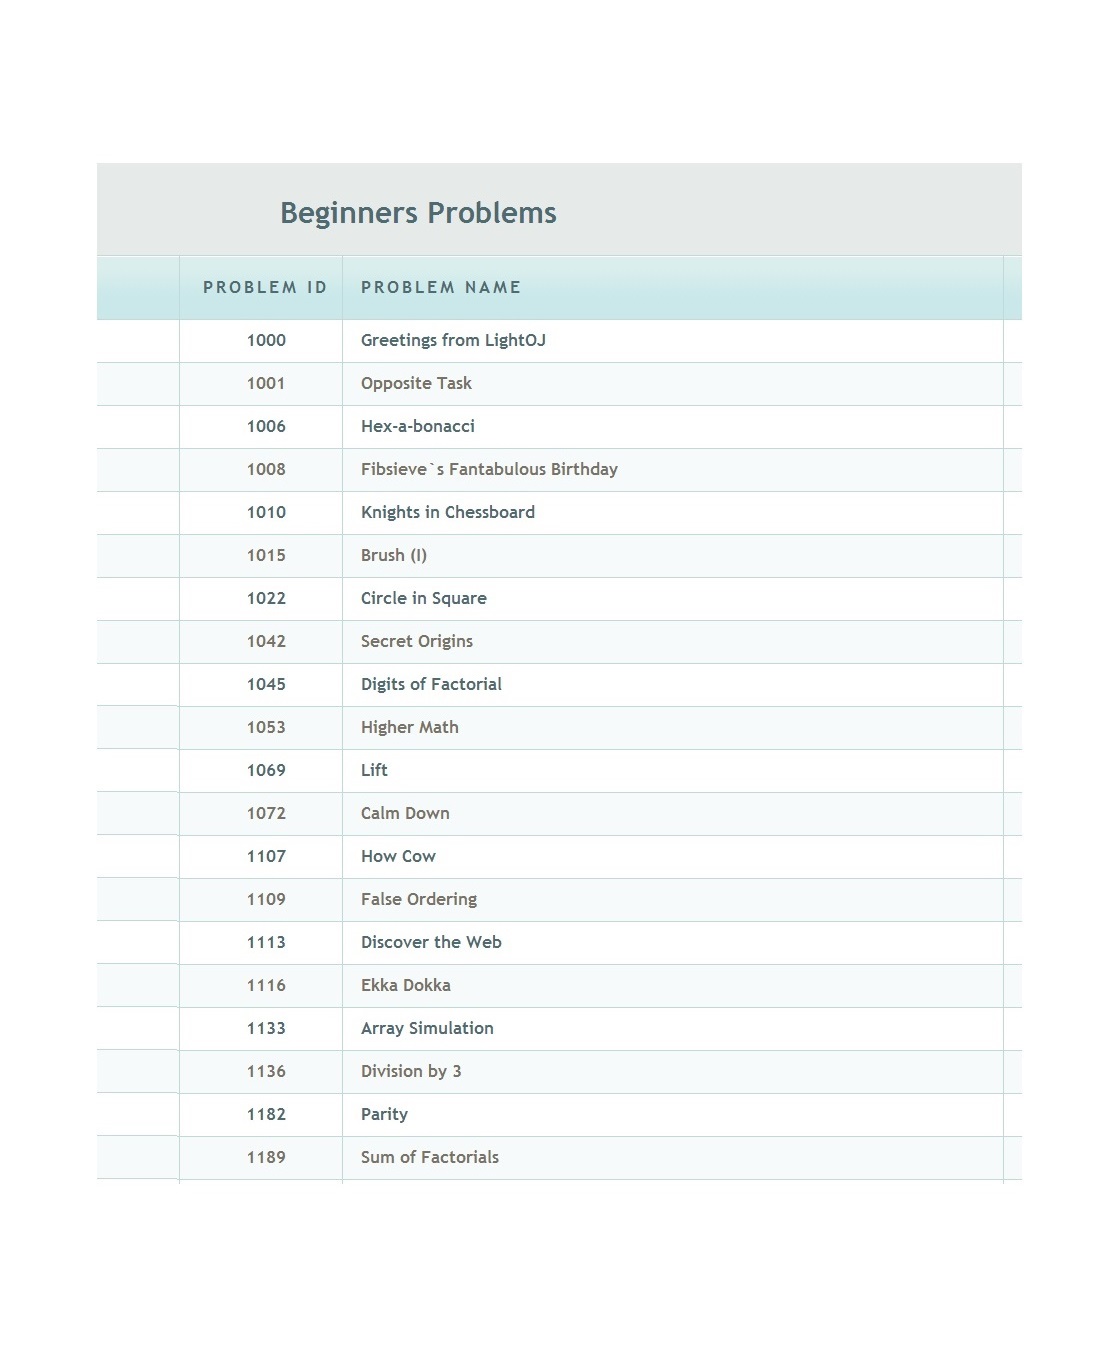 Beginners Problems
PROBLEM ID PROBLEM NAME
1000 Greetings from LightOJ
1001 Opposite Task
1006 Hex-a-bonacci
1008 Fibsieve`s Fantabulous Birthday
1010 Knights in Chessboard
1015 Brush (I)
1022 Circle in Square
1042 Secret Origins
1045 Digits of Factorial
1053 Higher Math
1069 Lift
1072 Calm Down
1107 How Cow
1109 False Ordering
1113 Discover the Web
1116 Ekka Dokka
1133 Array Simulation
1136 Division by 3
1182 Parity
1189 Sum of Factorials